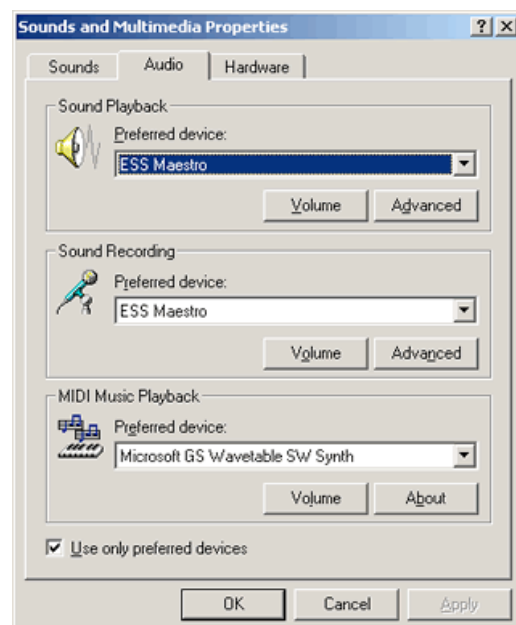 Sounds and Multimedia Properties
Sounds Audio Hardware
Sound Playback
Preferred device:
ESS Maestro
Volume Advanced
Sound Recording
Preferred device:
ESS Maestro
Volume Advanced
MIDI Music Playback
Preferred device:
Microsoft GS Wavetable SW Synth
Volume About
Use only preferred devices
OK Cancel Apply